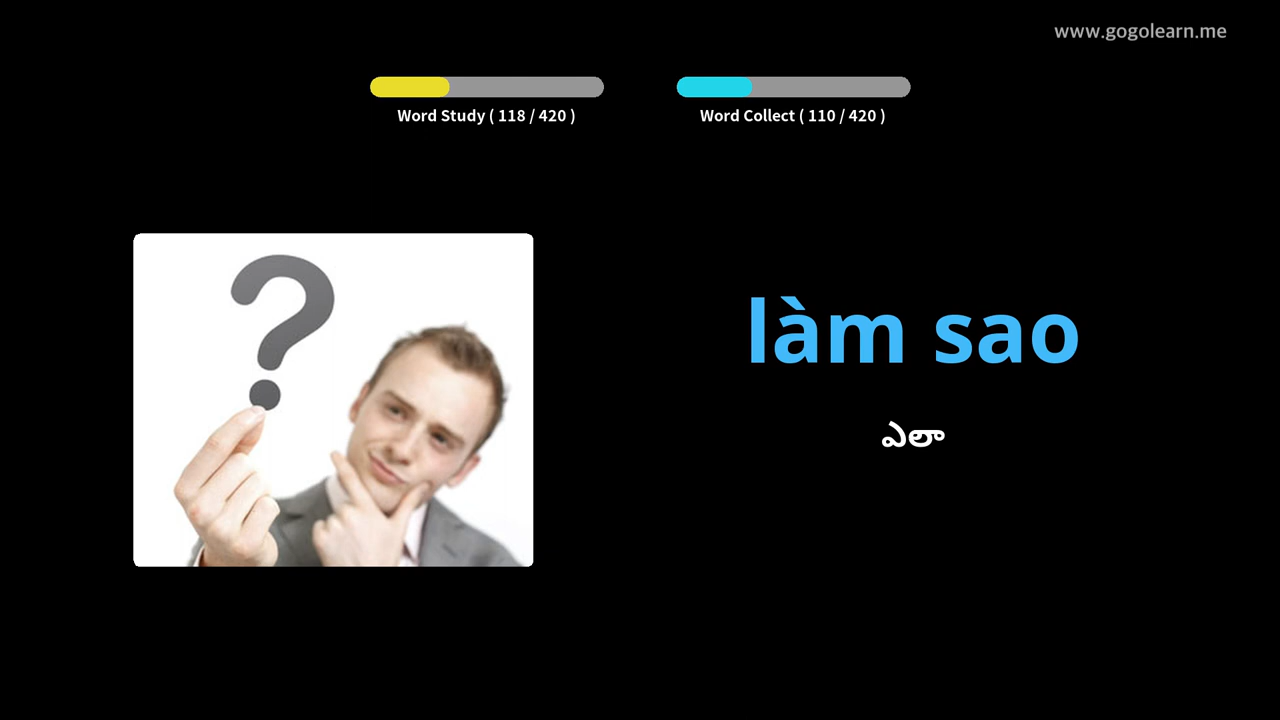 www.gogolearn.me
Word Study ( 118 / 420 )
Word Collect ( 110 / 420 )
?
làm sao
ఎలా